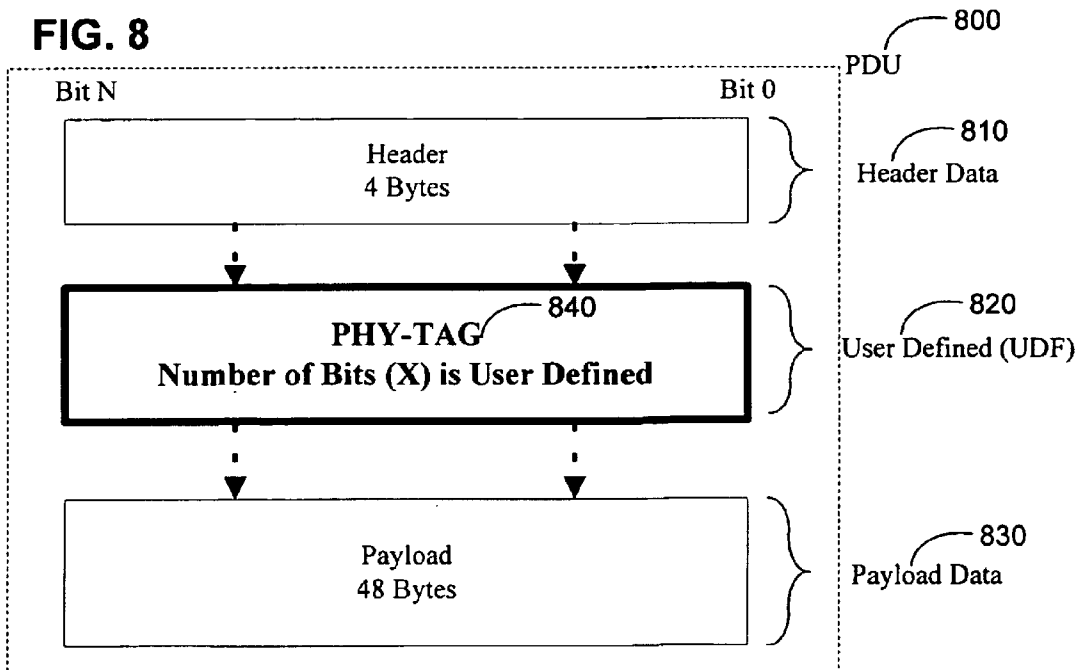 FIG. 8
800
PDU
Bit N Bit 0
Header
4 Bytes
810
Header Data
PHY-TAG 840
Number of Bits (X) is User Defined
820
User Defined (UDF)
Payload
48 Bytes
830
Payload Data